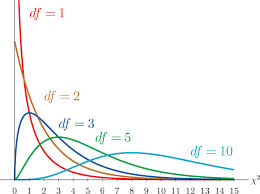 df = 1
df = 2
df = 3
df = 5
df = 10
0 1 2 3 4 5 6 7 8 9 10 11 12 13 14 15 χ²